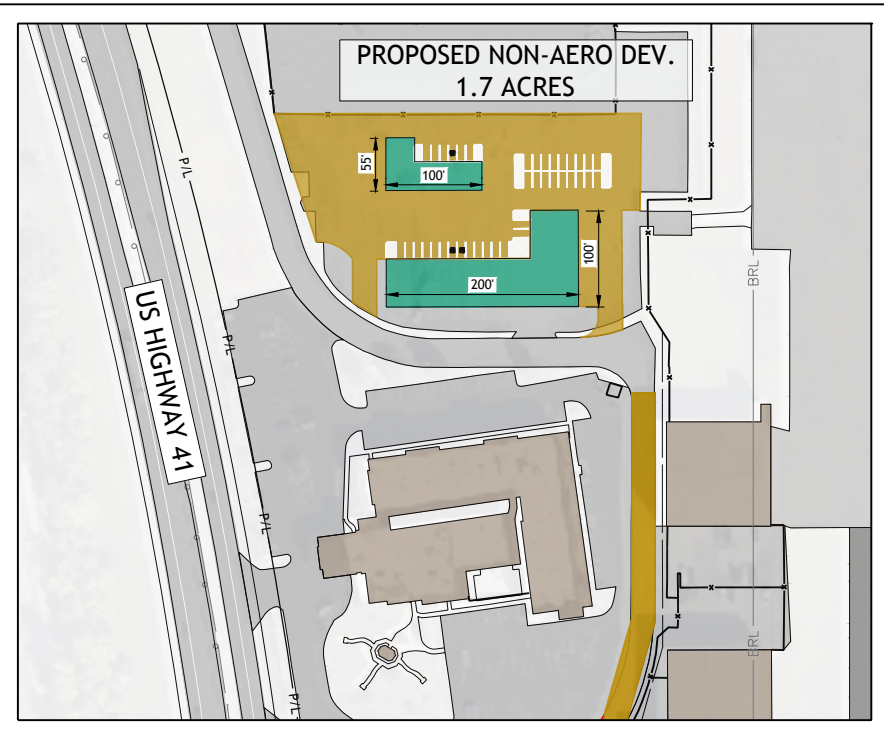 PROPOSED NON-AERO DEV.
1.7 ACRES
P/L
55'
100'
100'
200'
BRL
US HIGHWAY 41
P/L
P/L
BRL
P/L